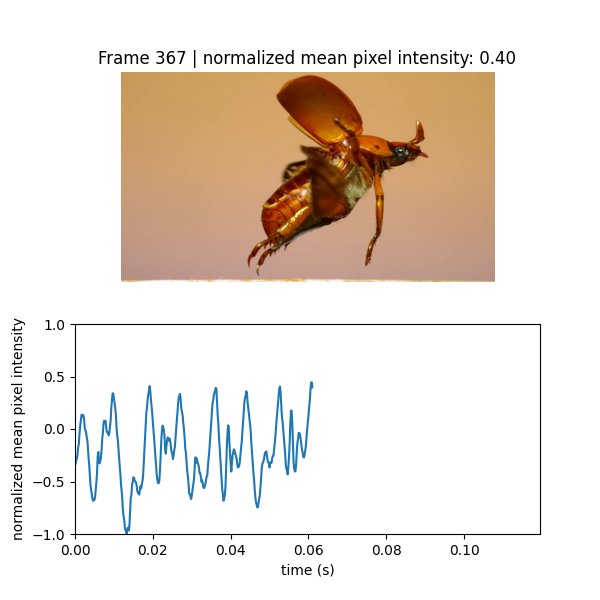 Frame 367 | normalized mean pixel intensity: 0.40
normalized mean pixel intensity
1.0
0.5
0.0
−0.5
−1.0
0.00 0.02 0.04 0.06 0.08 0.10
time (s)